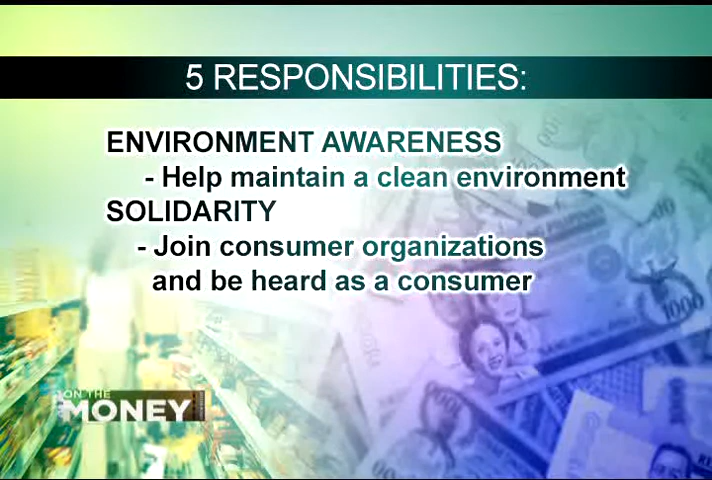 5 RESPONSIBILITIES:
ENVIRONMENT AWARENESS
- Help maintain a clean environment
SOLIDARITY
- Join consumer organizations
and be heard as a consumer
ON THE
MONEY
1000